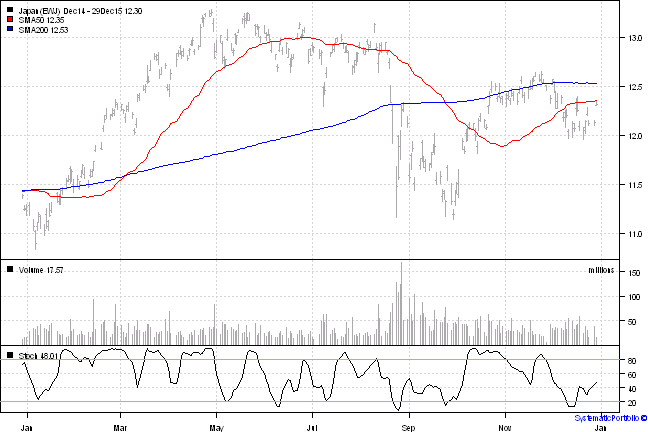 Japan (EWJ) Dec14 - 29Dec15 12.30
SMA50 12.35
SMA200 12.53
13.0
12.5
12.0
11.5
11.0
Volume 17.57
millions
150
100
50
Stoch 48.01
80
60
40
20
Jan
Mar
May
Jul
Sep
Nov
Jan
SystematicPortfolio ©